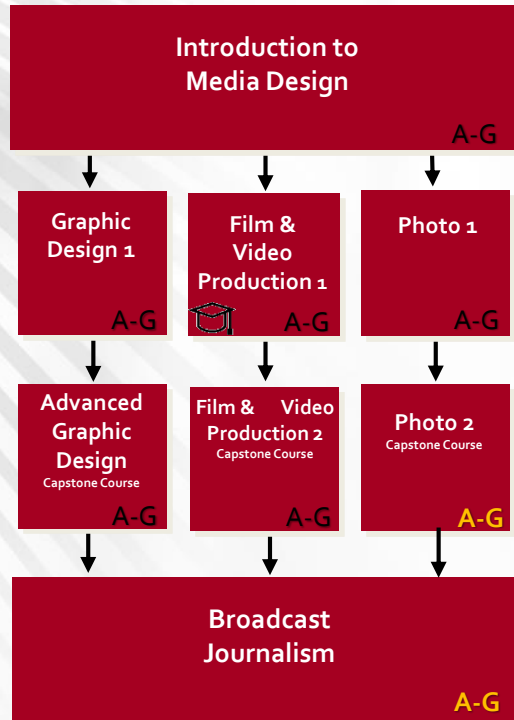 Introduction to
Media Design
A-G
Graphic
Design 1
A-G
Film &
Video
Production 1
A-G
Photo 1
A-G
Advanced
Graphic
Design
Capstone Course
A-G
Film & Video
Production 2
Capstone Course
A-G
Photo 2
Capstone Course
A-G
Broadcast
Journalism
A-G